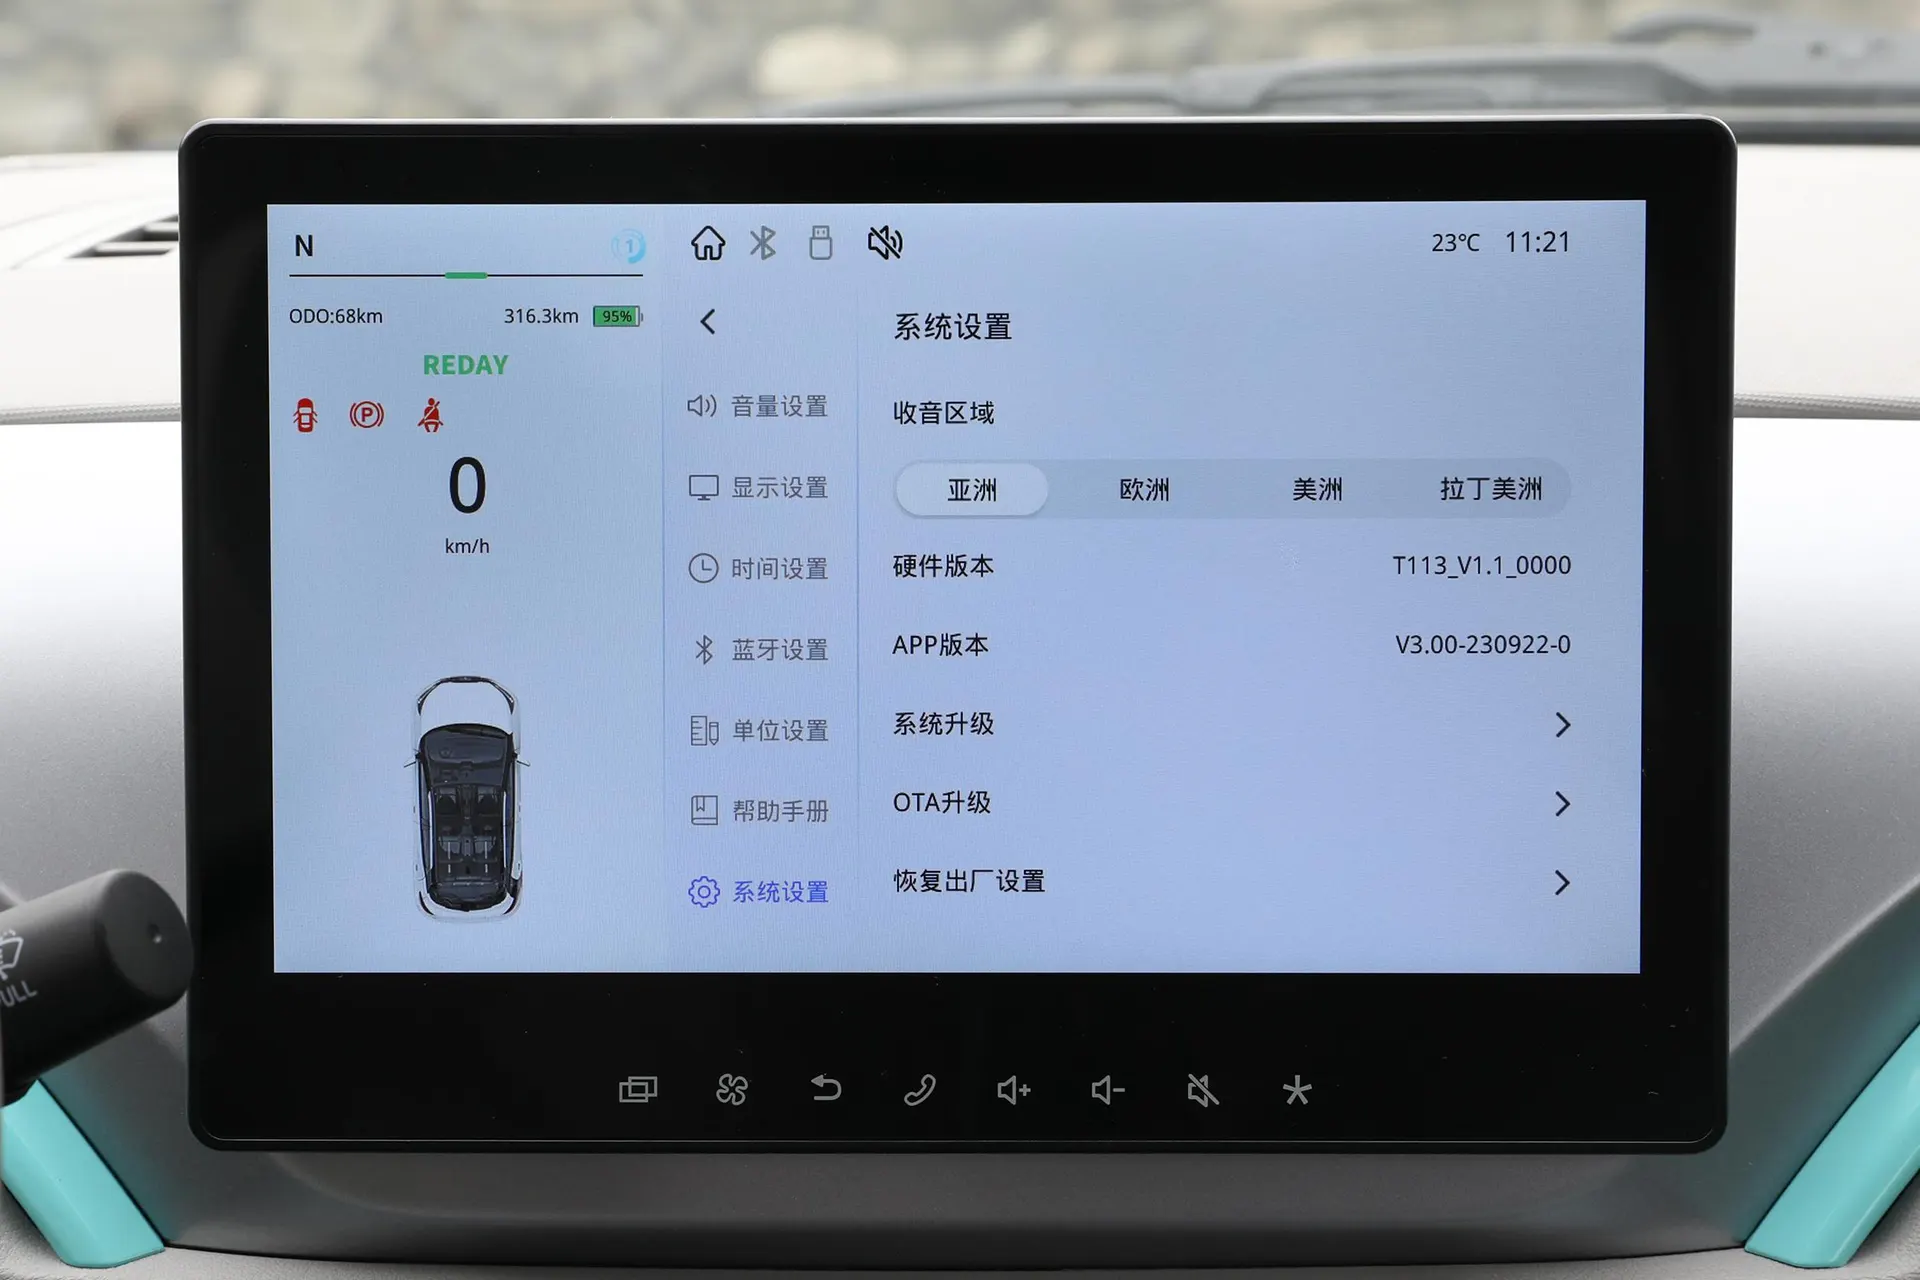 N
1
23℃ 11:21
ODO:68km 316.3km 95%
REDAY
P
0
km/h
音量设置
显示设置
时间设置
蓝牙设置
单位设置
帮助手册
系统设置
系统设置
收音区域
亚洲 欧洲 美洲 拉丁美洲
硬件版本 T113_V1.1_0000
APP版本 V3.00-230922-0
系统升级
OTA升级
恢复出厂设置